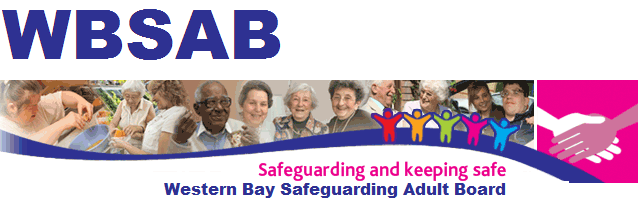 WBSAB
Safeguarding and keeping safe
Western Bay Safeguarding Adult Board